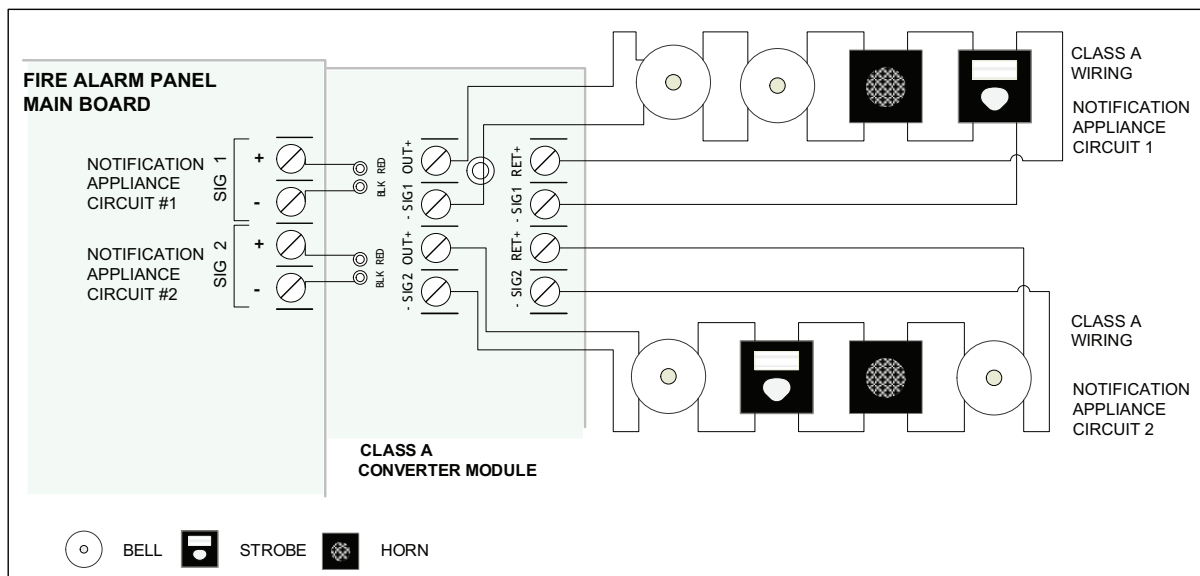 FIRE ALARM PANEL
MAIN BOARD
NOTIFICATION
APPLIANCE
CIRCUIT #1
SIG 1
+
-
NOTIFICATION
APPLIANCE
CIRCUIT #2
SIG 2
+
-
RED
BLK
RED
BLK
- SIG1 OUT+
- SIG2 OUT+
- SIG1 RET+
- SIG2 RET+
CLASS A
CONVERTER MODULE
CLASS A
WIRING
NOTIFICATION
APPLIANCE
CIRCUIT 1
CLASS A
WIRING
NOTIFICATION
APPLIANCE
CIRCUIT 2
BELL
STROBE
HORN